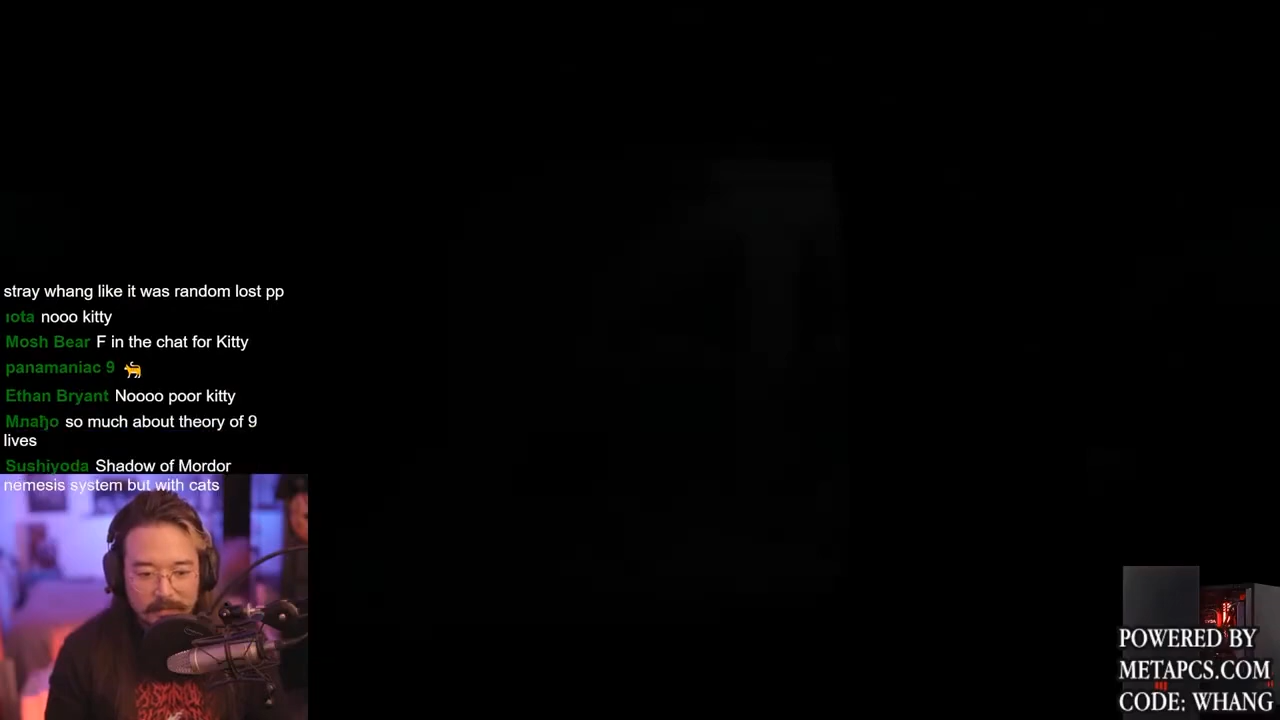 stray whang like it was random lost pp
ıota nooo kitty
Mosh Bear F in the chat for Kitty
panamaniac 9
Ethan Bryant Noooo poor kitty
Млађо so much about theory of 9
lives
Sushiyoda Shadow of Mordor
nemesis system but with cats
POWERED BY
METAPCS.COM
CODE: WHANG